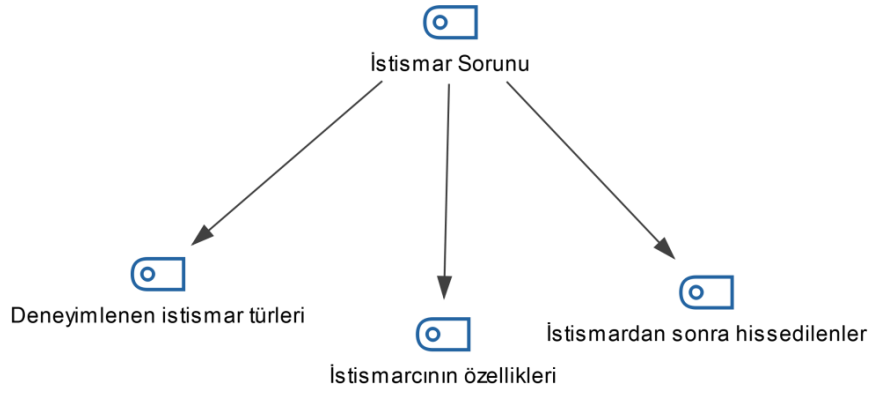 İstismar Sorunu
Deneyimlenen istismar türleri
İstismardan sonra hissedilenler
İstismarcının özellikleri